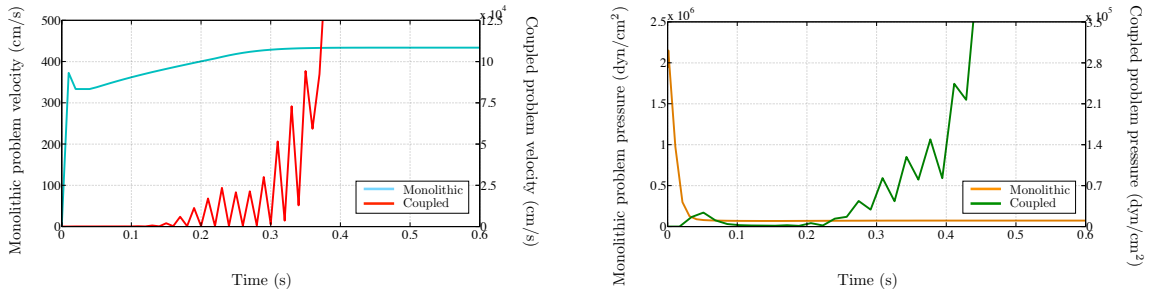 Monolithic problem velocity (cm/s)
500
400
300
200
100
0
x 10^4
12.5
10
7.5
5
2.5
0
Coupled problem velocity (cm/s)
Monolithic
Coupled
0 0.1 0.2 0.3 0.4 0.5 0.6
Time (s)
Monolithic problem pressure (dyn/cm²)
x 10^6
2.5
2
1.5
1
0.5
0
x 10^5
3.5
2.8
2.1
1.4
0.7
0
Coupled problem pressure (dyn/cm²)
Monolithic
Coupled
0 0.1 0.2 0.3 0.4 0.5 0.6
Time (s)